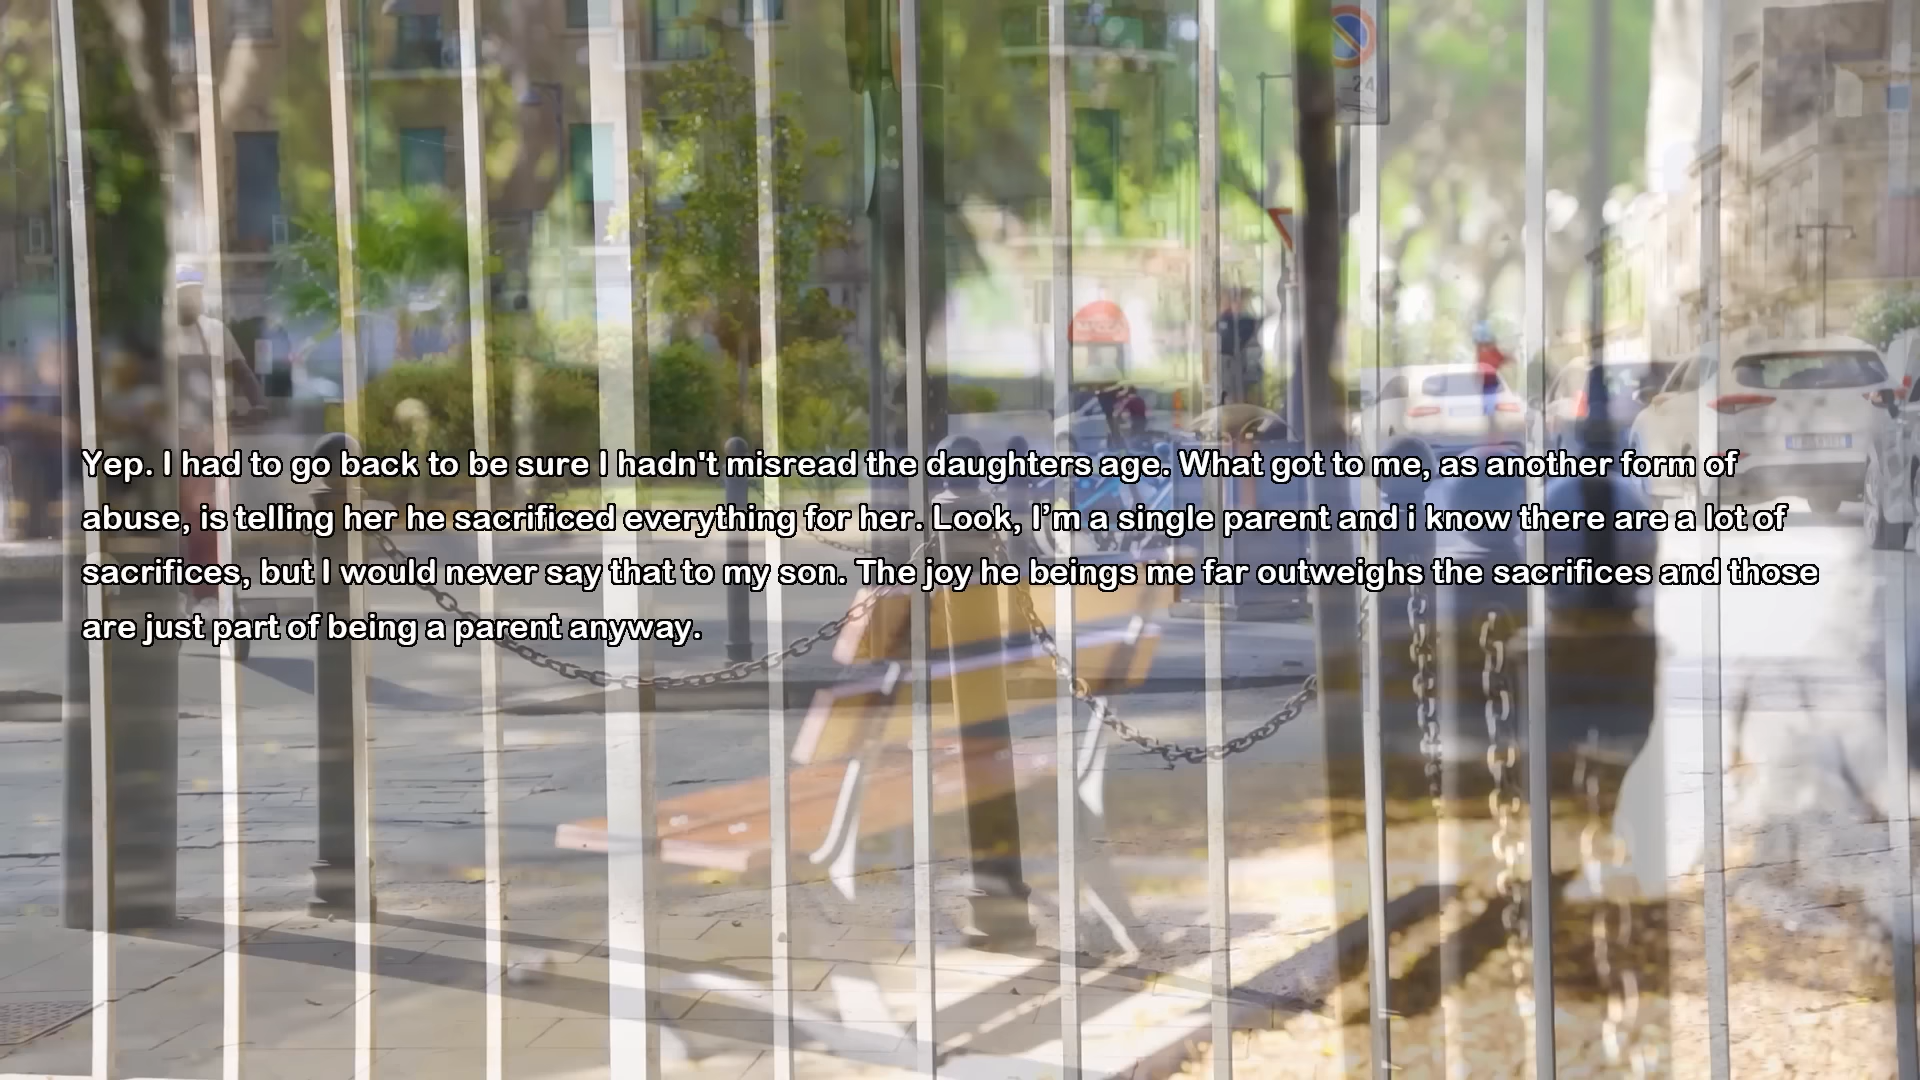 Yep. I had to go back to be sure I hadn't misread the daughters age. What got to me, as another form of
abuse, is telling her he sacrificed everything for her. Look, I’m a single parent and i know there are a lot of
sacrifices, but I would never say that to my son. The joy he beings me far outweighs the sacrifices and those
are just part of being a parent anyway.